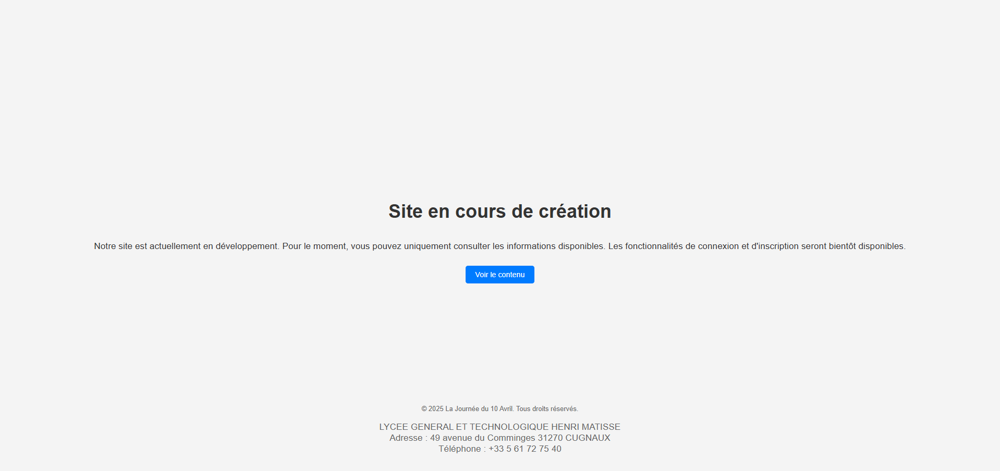 Site en cours de création
Notre site est actuellement en développement. Pour le moment, vous pouvez uniquement consulter les informations disponibles. Les fonctionnalités de connexion et d'inscription seront bientôt disponibles.
Voir le contenu
© 2025 La Journée du 10 Avril. Tous droits réservés.
LYCEE GENERAL ET TECHNOLOGIQUE HENRI MATISSE
Adresse : 49 avenue du Comminges 31270 CUGNAUX
Téléphone : +33 5 61 72 75 40